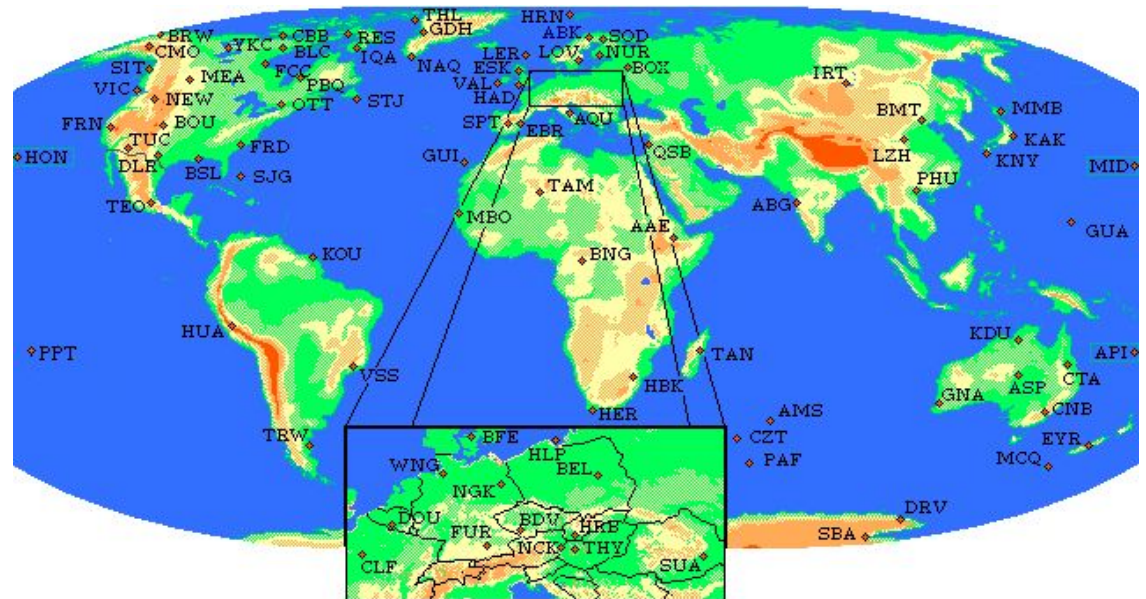 THL
HRN
BRW
CBB
RES
GDH
ABK
SOD
CMO
YKC
BLC
IQA
LER
LOV
NUR
NAQ
SIT
FCC
ESK
BOX
MEA
PBQ
VAL
IRT
VIC
HAD
NEW
OTT
STJ
BMT
MMB
FRN
BOU
SPT
EBR
AQU
TUC
FRD
QSB
KAK
HON
DLR
BSL
GUI
LZH
KNY
MID
SJG
TAM
PHU
TEO
MBO
ABG
AAE
GUA
KOU
BNG
HUA
KDU
PPT
TAN
API
VSS
HBK
ASP
CTA
GNA
HER
AMS
CNB
TRW
BFE
HLP
CZT
EYR
WNG
BEL
PAF
MCQ
NGK
DOU
BDV
HRB
DRV
FUR
NCK
THY
SBA
CLF
SUA